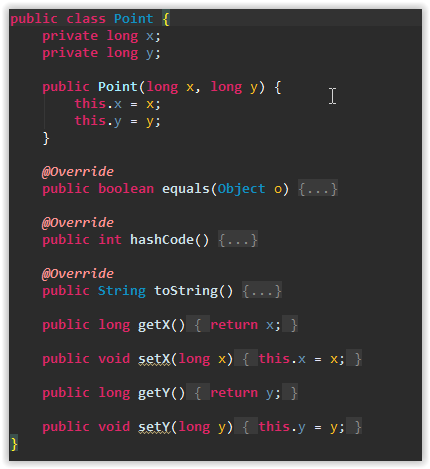 public class Point {
private long x;
private long y;
public Point(long x, long y) {
this.x = x;
this.y = y;
}
@Override
public boolean equals(Object o) {...}
@Override
public int hashCode() {...}
@Override
public String toString() {...}
public long getX() { return x; }
public void setX(long x) { this.x = x; }
public long getY() { return y; }
public void setY(long y) { this.y = y; }
}